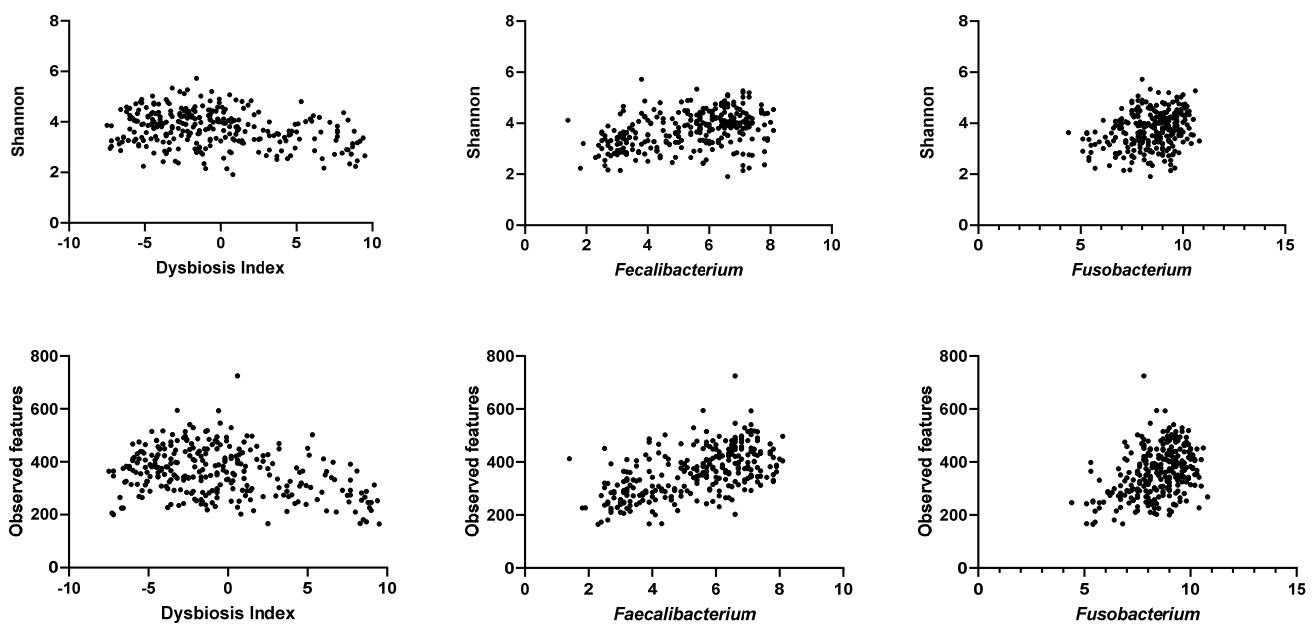 8
6
4
2
0
Shannon
-10 -5 0 5 10
Dysbiosis Index
8
6
4
2
0
Shannon
0 2 4 6 8 10
Fecalibacterium
8
6
4
2
0
Shannon
0 5 10 15
Fusobacterium
800
600
400
200
0
Observed features
-10 -5 0 5 10
Dysbiosis Index
800
600
400
200
0
Observed features
0 2 4 6 8 10
Faecalibacterium
800
600
400
200
0
Observed features
0 5 10 15
Fusobacterium